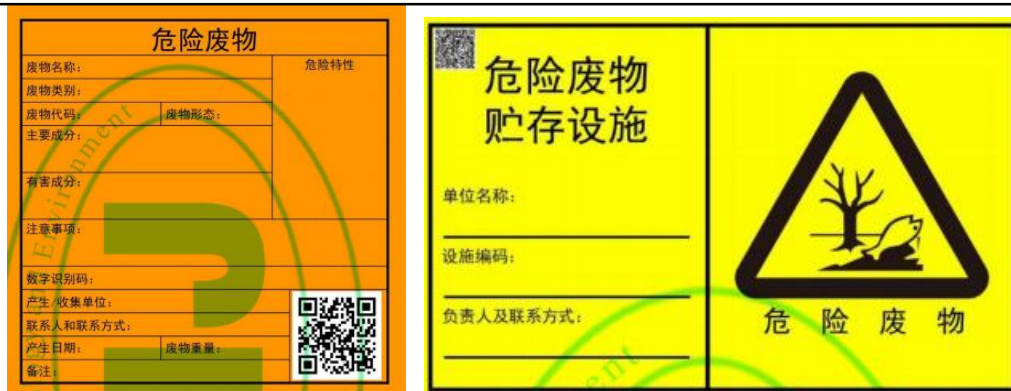 危险废物
废物名称：
危险特性
废物类别：
废物代码：
废物形态：
主要成分：
有害成分：
注意事项：
数字识别码：
产生/收集单位：
联系人和联系方式：
产生日期：
废物重量：
备注：
危险废物
贮存设施
单位名称：
设施编码：
负责人及联系方式：
危险废物
Environment